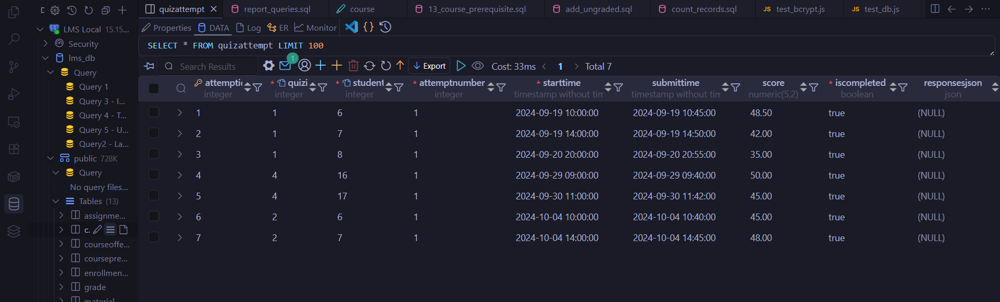 quizattempt report_queries.sql course 13_course_prerequisite.sql add_ungraded.sql count_records.sql JS test_bcrypt.js JS test_db.js
Properties DATA Log ER Monitor
SELECT * FROM quizattempt LIMIT 100
Search Results 1 Export Cost: 33ms 1 Total 7
* attemptnumber * starttime submittime score * iscompleted responsesjson
integer integer integer integer timestamp without tim timestamp without tim numeric(5,2) boolean json
1 1 6 1 2024-09-19 10:00:00 2024-09-19 10:45:00 48.50 true (NULL)
2 1 7 1 2024-09-19 14:00:00 2024-09-19 14:50:00 42.00 true (NULL)
3 1 8 1 2024-09-20 20:00:00 2024-09-20 20:55:00 35.00 true (NULL)
4 4 16 1 2024-09-29 09:00:00 2024-09-29 09:40:00 50.00 true (NULL)
5 4 17 1 2024-09-30 11:00:00 2024-09-30 11:42:00 45.00 true (NULL)
6 2 6 1 2024-10-04 10:00:00 2024-10-04 10:40:00 45.00 true (NULL)
7 2 7 1 2024-10-04 14:00:00 2024-10-04 14:45:00 48.00 true (NULL)
LMS Local 15.15...
Security
lms_db
Query
Query 1
Query 3 - I...
Query 4 - T...
Query 5 - U...
Query2 - La...
public 728K
Query
No query files...
Tables (13)
assignme...
c.
courseoffe...
coursepre...
enrollmen...
grade
material